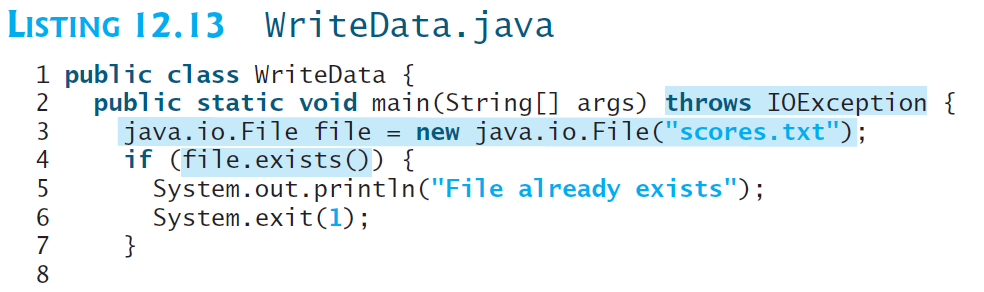 LISTING 12.13 WriteData.java
1 public class WriteData {
2 public static void main(String[] args) throws IOException {
3 java.io.File file = new java.io.File("scores.txt");
4 if (file.exists()) {
5 System.out.println("File already exists");
6 System.exit(1);
7 }
8